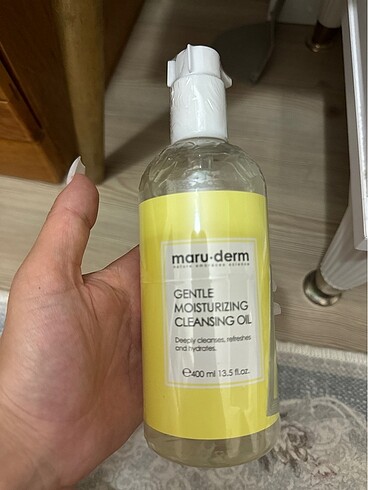 maru·derm
nature embraced science
GENTLE
MOISTURIZING
CLEANSING OIL
Deeply cleanses, refreshes
and hydrates.
℮400 ml 13.5 fl.oz.